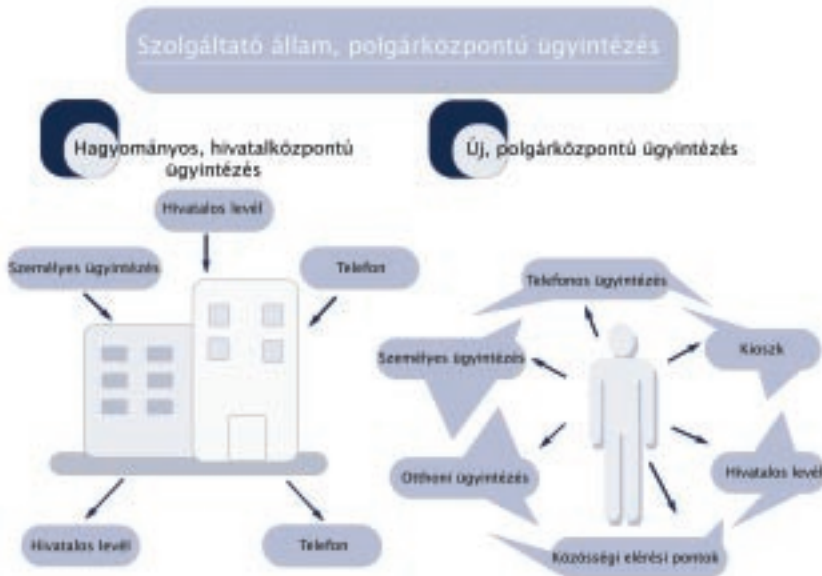 Szolgáltató állam, polgárközpontú ügyintézés
Hagyományos, hivatalközpontú
ügyintézés
Új, polgárközpontú ügyintézés
Hivatalos levél
Személyes ügyintézés
Telefon
Hivatalos levél
Telefon
Telefonos ügyintézés
Személyes ügyintézés
Kioszk
Otthoni ügyintézés
Hivatalos levél
Közösségi elérési pontok